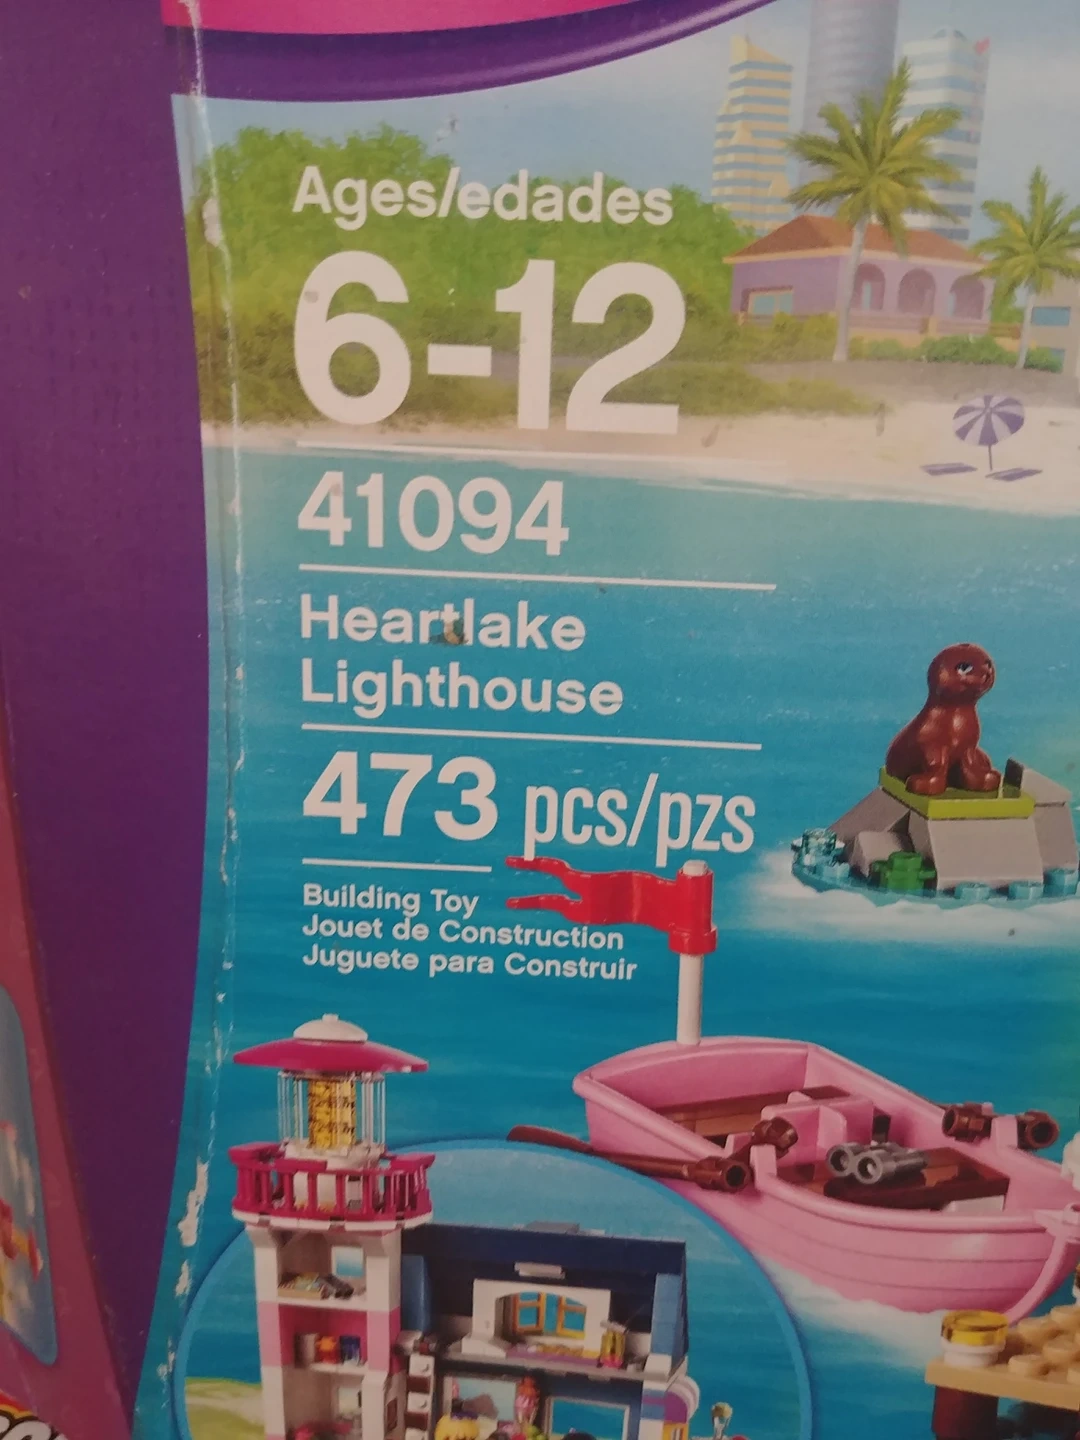 Ages/edades
6-12
41094
Heartlake
Lighthouse
473 pcs/pzs
Building Toy
Jouet de Construction
Juguete para Construir